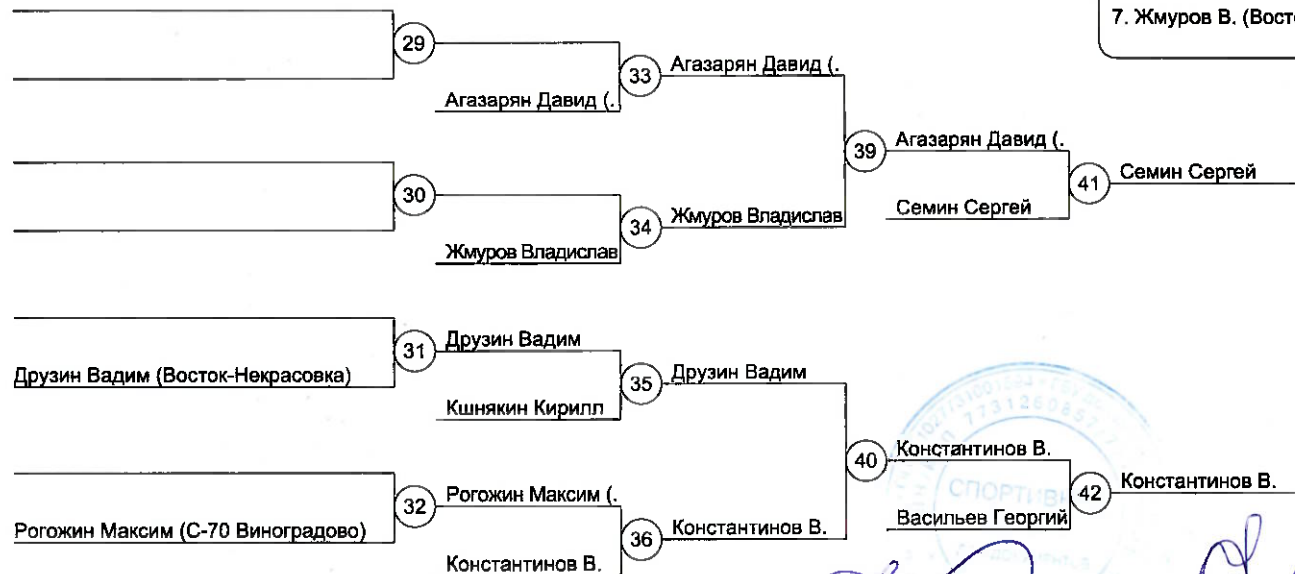 7. Жмуров В. (Вост
29
33
Агазарян Давид (.
Агазарян Давид (.
39
Агазарян Давид (.
41
Семин Сергей
Семин Сергей
30
34
Жмуров Владислав
Жмуров Владислав
31
Друзин Вадим
Друзин Вадим (Восток-Некрасовка)
35
Друзин Вадим
Кшнякин Кирилл
40
Константинов В.
42
Константинов В.
СПОРТИВН
Васильев Георгий
32
Рогожин Максим (.
Рогожин Максим (С-70 Виноградово)
36
Константинов В.
Константинов В.